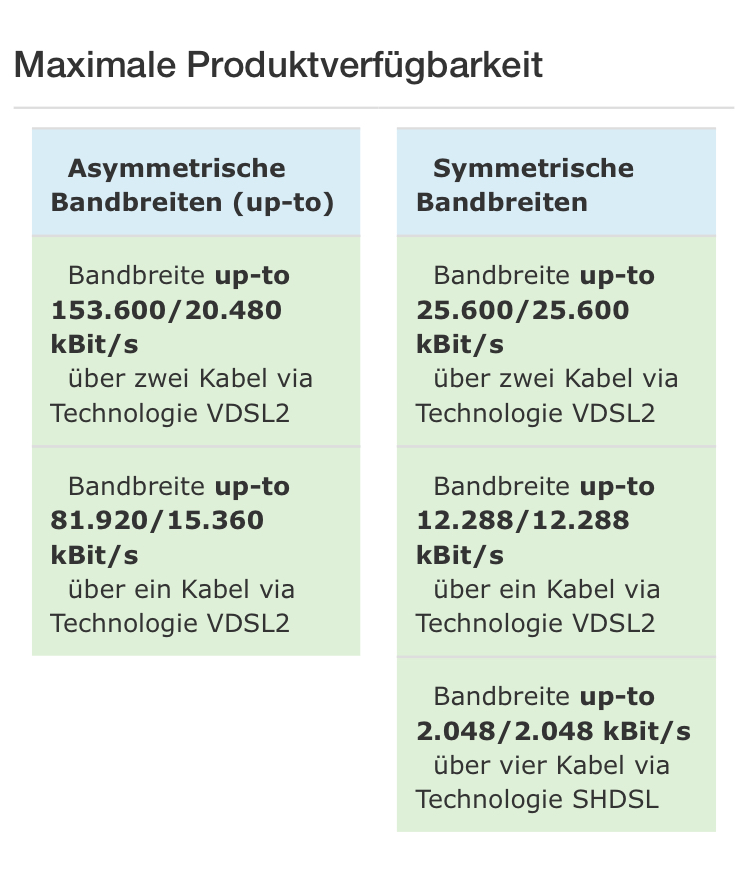 Maximale Produktverfügbarkeit
Asymmetrische
Bandbreiten (up-to)
Bandbreite up-to
153.600/20.480
kBit/s
über zwei Kabel via
Technologie VDSL2
Bandbreite up-to
81.920/15.360
kBit/s
über ein Kabel via
Technologie VDSL2
Symmetrische
Bandbreiten
Bandbreite up-to
25.600/25.600
kBit/s
über zwei Kabel via
Technologie VDSL2
Bandbreite up-to
12.288/12.288
kBit/s
über ein Kabel via
Technologie VDSL2
Bandbreite up-to
2.048/2.048 kBit/s
über vier Kabel via
Technologie SHDSL